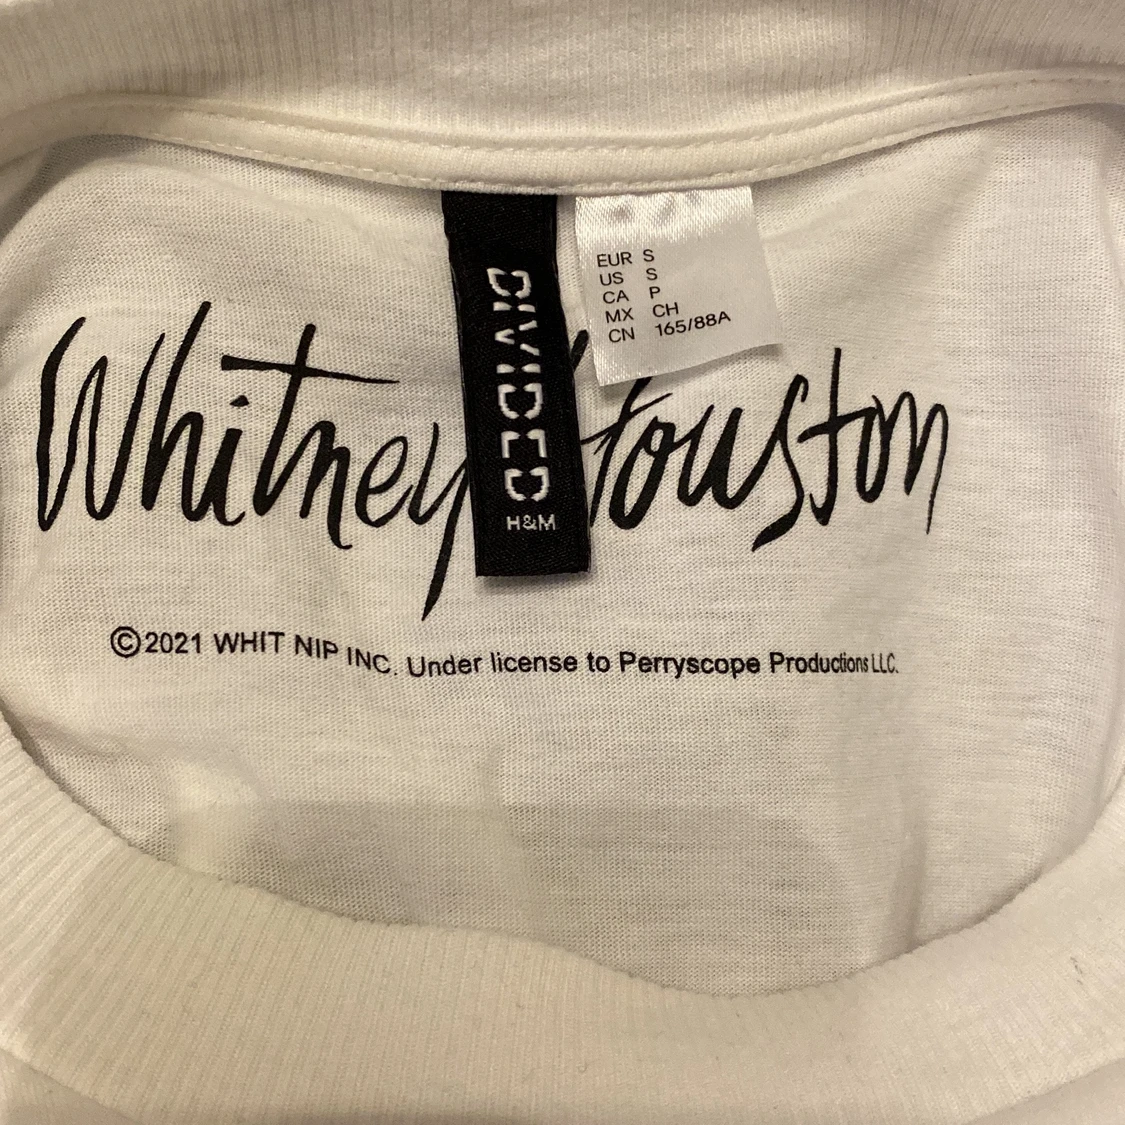 DIVIDED
H&M
EUR S
US S
CA P
MX CH
CN 165/88A
Whitney Houston
©2021 WHIT NIP INC. Under license to Perryscope Productions LLC.